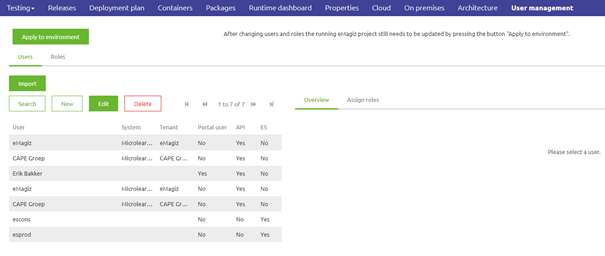 Testing Releases Deployment plan Containers Packages Runtime dashboard Properties Cloud On premises Architecture User management
Apply to environment
After changing users and roles the running eMagiz project still needs to be updated by pressing the button "Apply to environment".
Users Roles
Import
Search New Edit Delete 1 to 7 of 7
Overview Assign roles
User System Tenant Portal user API ES
eMagiz Microlear... eMagiz No Yes No
CAPE Groep Microlear... CAPE Gr... No Yes No
Erik Bakker Yes Yes No
eMagiz Microlear... eMagiz No Yes No
CAPE Groep Microlear... CAPE Gr... No Yes No
escons No No Yes
esprod No No Yes
Please select a user.